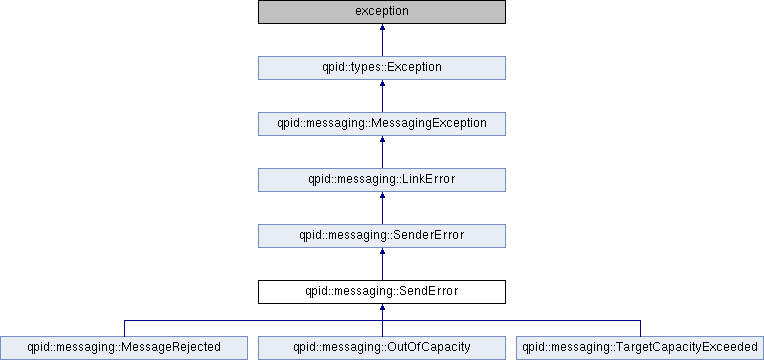 exception
qpid::types::Exception
qpid::messaging::MessagingException
qpid::messaging::LinkError
qpid::messaging::SenderError
qpid::messaging::SendError
qpid::messaging::MessageRejected
qpid::messaging::OutOfCapacity
qpid::messaging::TargetCapacityExceeded